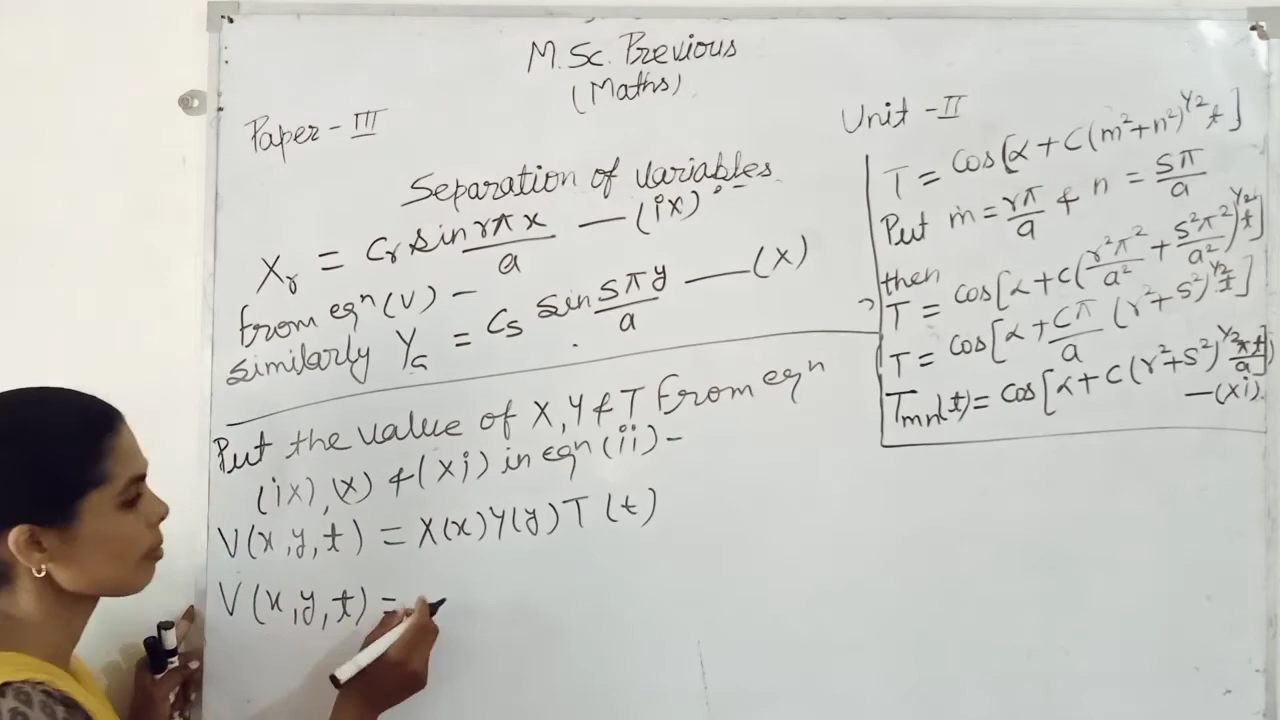 M.Sc. Previous
(Maths)
Paper - III
Unit - II
Separation of variables
X_r = C_r sin rπx/a — (ix)
from eqⁿ (v) -
similarly Y_s = C_s sin sπy/a — (x)
T = cos[α + c(m²+n²)^1/2 t]
Put m = rπ/a & n = sπ/a
then
T = cos[α + c(r²π²/a² + s²π²/a²)^1/2 t]
T = cos[α + cπ/a (r²+s²)^1/2 t]
T_mn(t) = cos[α + c(r²+s²)^1/2 πt/a]
— (xi).
Put the value of X, Y & T from eqⁿ
(ix), (x) & (xi) in eqⁿ (ii) -
V(x,y,t) = X(x)Y(y)T(t)
V(x,y,t) =